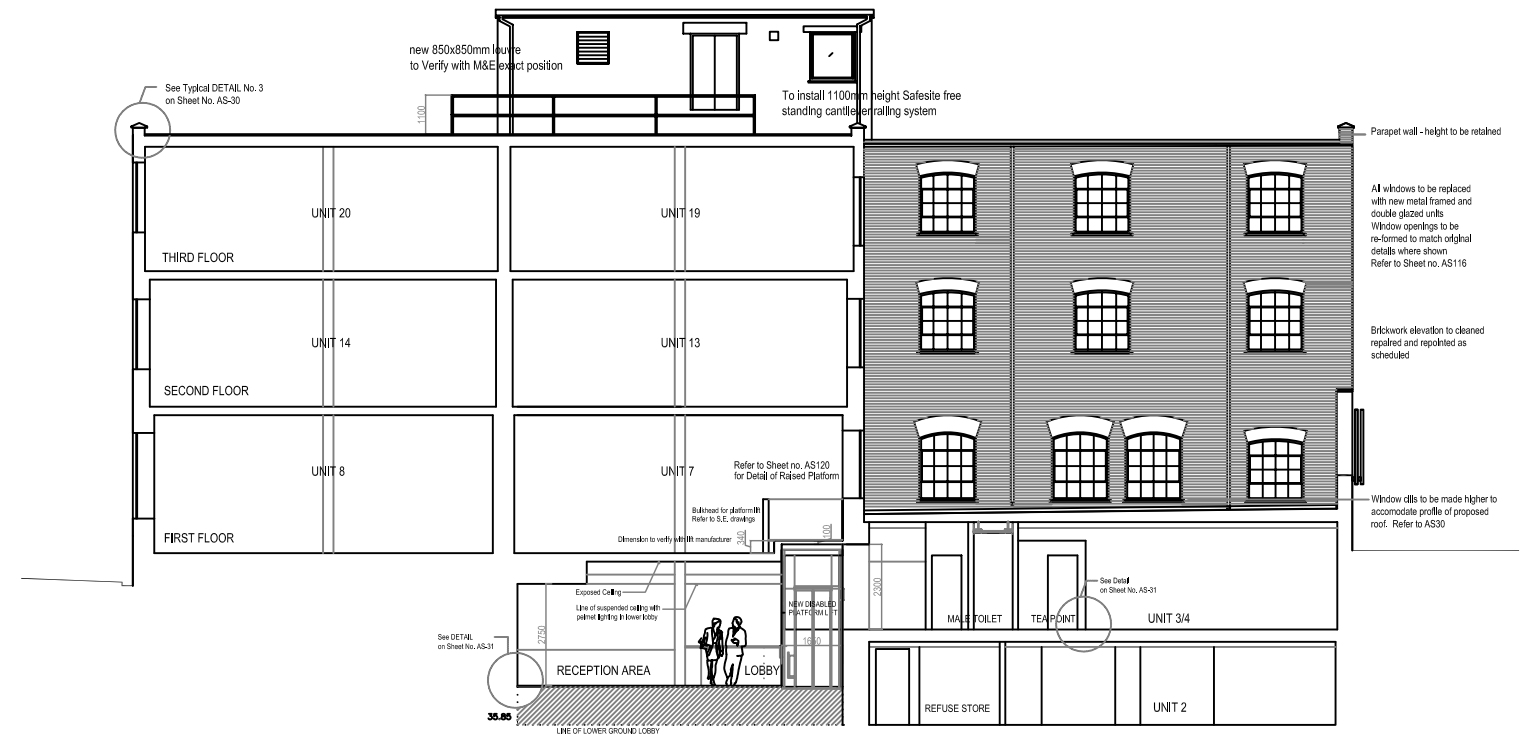 new 850x850mm louvre
to Verify with M&E exact position
See Typical DETAIL No. 3
on Sheet No. AS-30
1100
To install 1100mm height Safesite free
standing cantilever railing system
Parapet wall - height to be retained
All windows to be replaced
with new metal framed and
double glazed units
Window openings to be
re-formed to match original
details where shown
Refer to Sheet no. AS116
UNIT 20
UNIT 19
THIRD FLOOR
Brickwork elevation to cleaned
repaired and repointed as
scheduled
UNIT 14
UNIT 13
SECOND FLOOR
UNIT 8
UNIT 7
Refer to Sheet no. AS120
for Detail of Raised Platform
Window cills to be made higher to
accomodate profile of proposed
roof. Refer to AS30
Bulkhead for platform lift
Refer to S.E. drawings
FIRST FLOOR
Dimension to verify with lift manufacturer
340
100
Exposed Ceiling
Line of suspended ceiling with
pelmet lighting in lower lobby
NEW DISABLED
PLATFORM LIFT
2300
See Detail
on Sheet No. AS-31
MALE TOILET
TEA POINT
UNIT 3/4
See DETAIL
on Sheet No. AS-31
2750
1650
RECEPTION AREA
LOBBY
REFUSE STORE
UNIT 2
35.85
LINE OF LOWER GROUND LOBBY